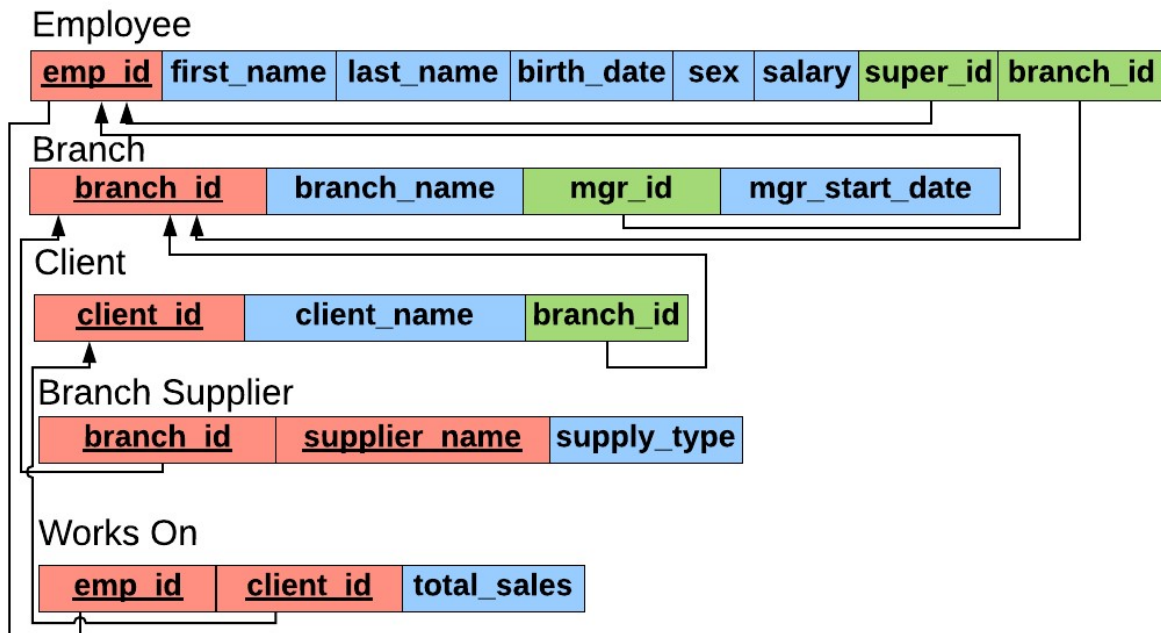 Employee
emp_id first_name last_name birth_date sex salary super_id branch_id
Branch
branch_id branch_name mgr_id mgr_start_date
Client
client_id client_name branch_id
Branch Supplier
branch_id supplier_name supply_type
Works On
emp_id client_id total_sales